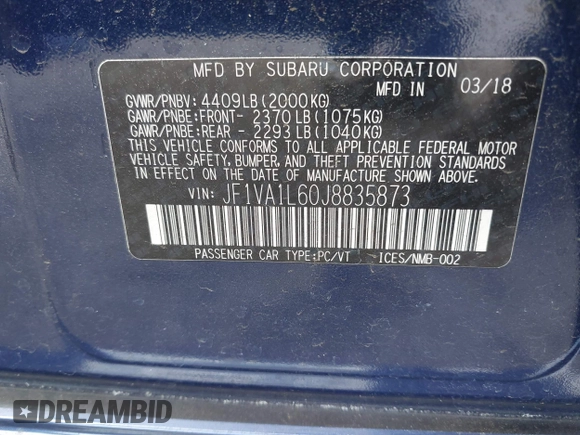 MFD BY SUBARU CORPORATION
MFD IN 03/18
GVWR/PNBV: 4409LB(2000KG)
GAWR/PNBE:FRONT- 2370LB(1075KG)
GAWR/PNBE:REAR - 2293LB(1040KG)
THIS VEHICLE CONFORMS TO ALL APPLICABLE FEDERAL MOTOR
VEHICLE SAFETY, BUMPER, AND THEFT PREVENTION STANDARDS
IN EFFECT ON THE DATE OF MANUFACTURE SHOWN ABOVE.
VIN: JF1VA1L60J8835873
PASSENGER CAR TYPE:PC/VT ICES/NMB-002
DREAMBID